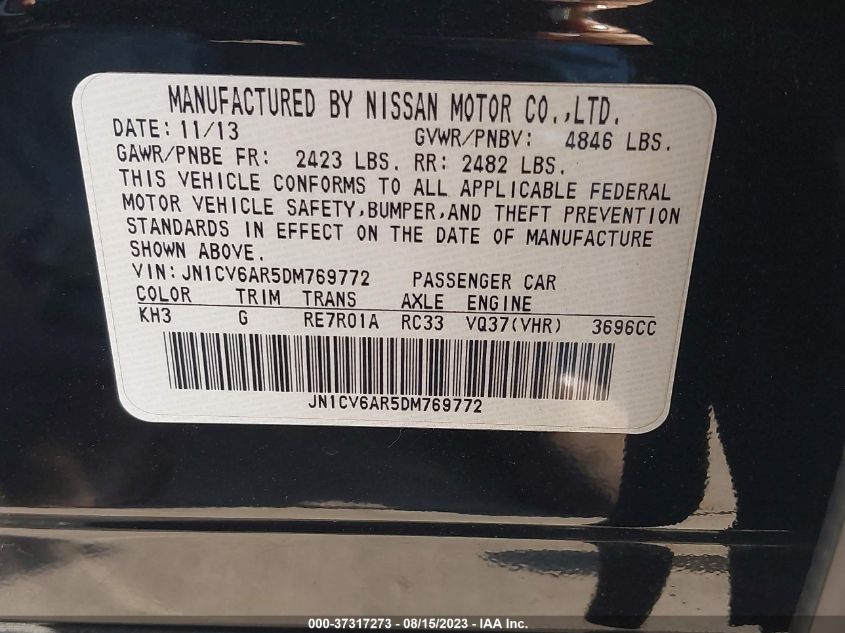 MANUFACTURED BY NISSAN MOTOR CO.,LTD.
DATE: 11/13 GVWR/PNBV: 4846 LBS.
GAWR/PNBE FR: 2423 LBS. RR: 2482 LBS.
THIS VEHICLE CONFORMS TO ALL APPLICABLE FEDERAL
MOTOR VEHICLE SAFETY,BUMPER,AND THEFT PREVENTION
STANDARDS IN EFFECT ON THE DATE OF MANUFACTURE
SHOWN ABOVE.
VIN: JN1CV6AR5DM769772 PASSENGER CAR
COLOR TRIM TRANS AXLE ENGINE
KH3 G RE7R01A RC33 VQ37(VHR) 3696CC
JN1CV6AR5DM769772
000-37317273 - 08/15/2023 - IAA Inc.